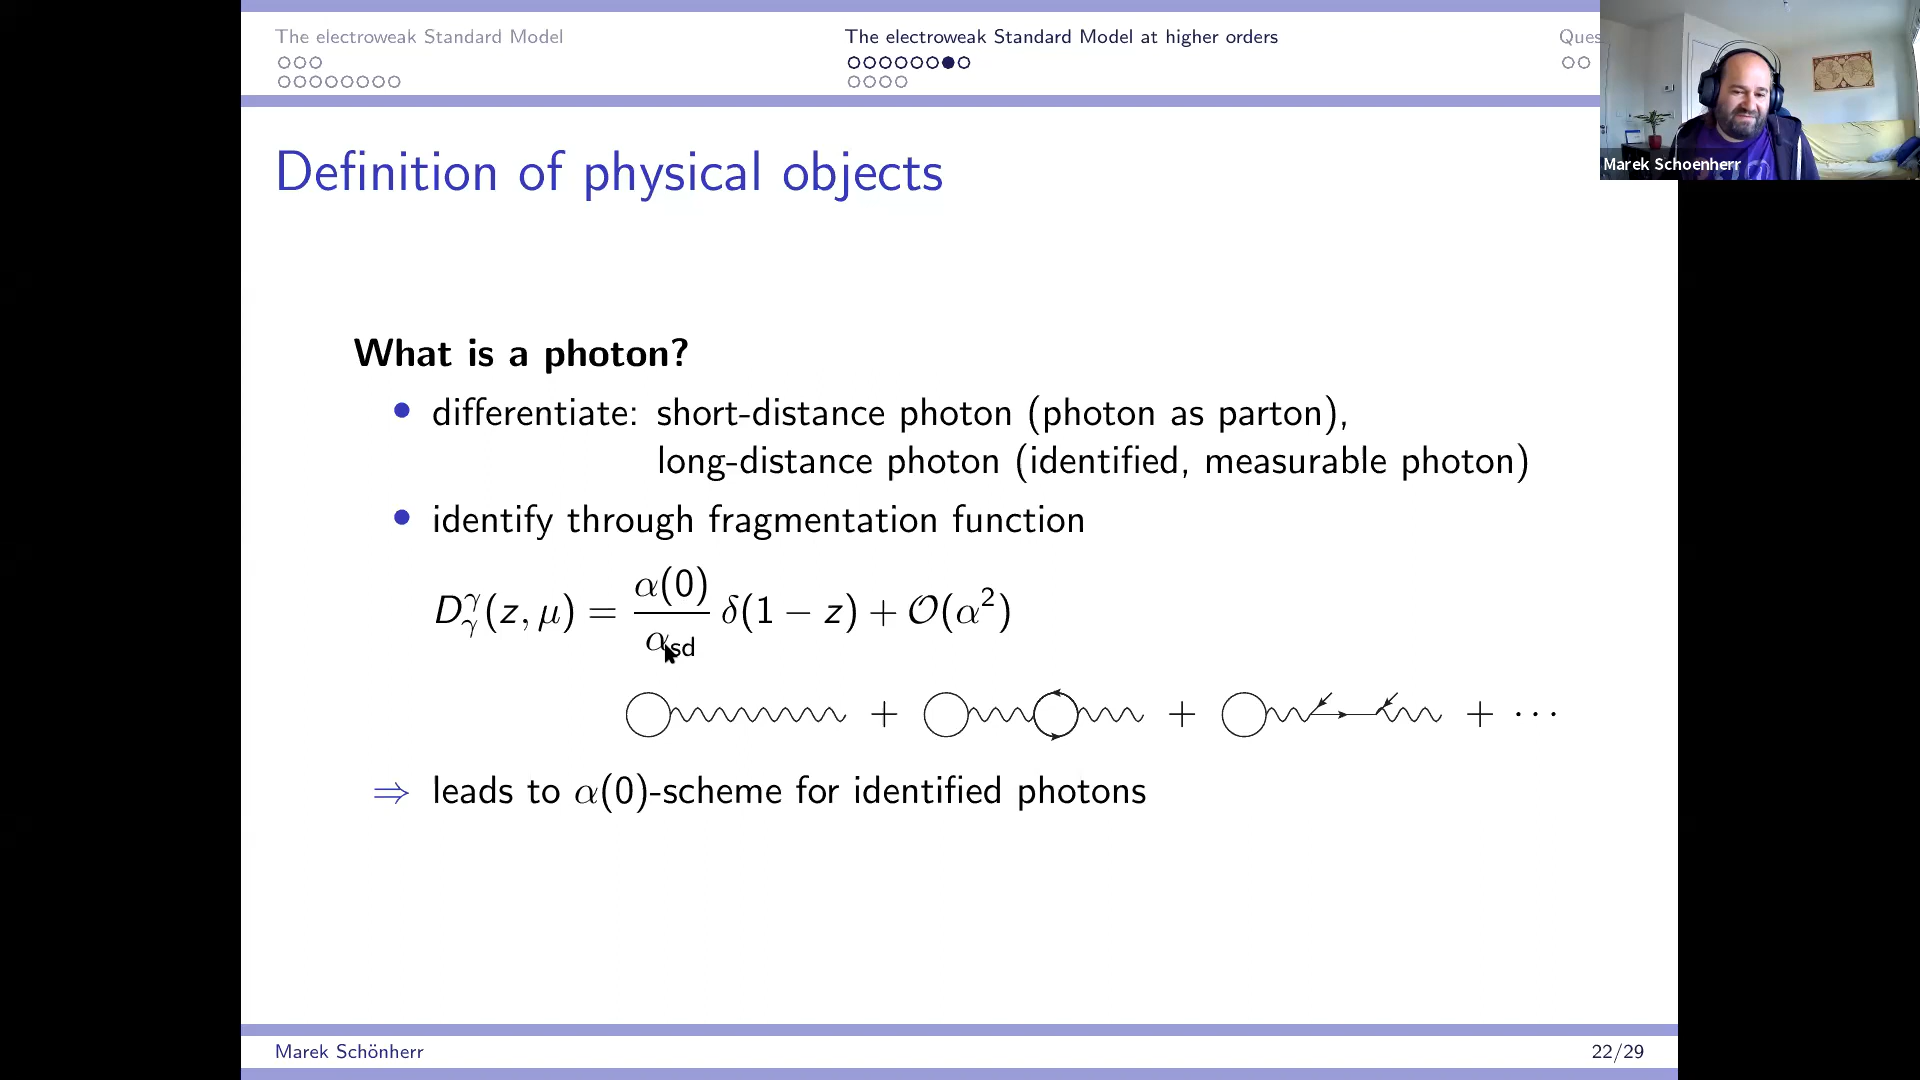 The electroweak Standard Model
The electroweak Standard Model at higher orders
Ques
Marek Schoenherr
Definition of physical objects
What is a photon?
• differentiate: short-distance photon (photon as parton),
long-distance photon (identified, measurable photon)
• identify through fragmentation function
D_γ^γ(z, μ) = α(0)/α_sd δ(1 − z) + 𝒪(α²)
+ + + ⋯
⇒ leads to α(0)-scheme for identified photons
Marek Schönherr
22/29